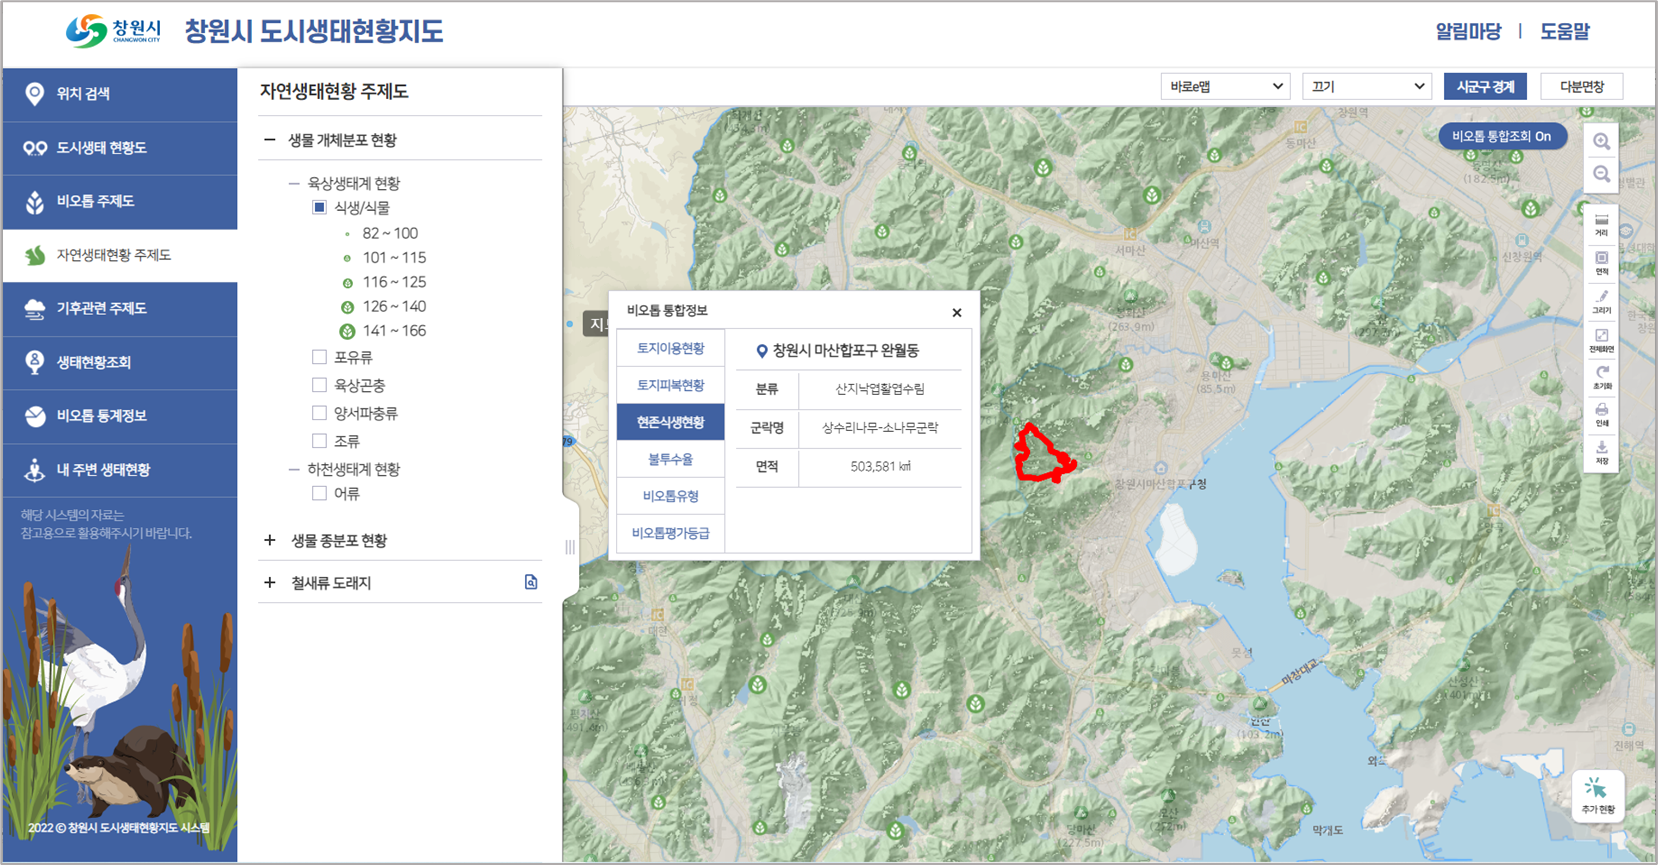 창원시
CHANGWON CITY
창원시 도시생태현황지도
알림마당 | 도움말
위치 검색
도시생태 현황도
비오톱 주제도
자연생태현황 주제도
기후관련 주제도
생태현황조회
비오톱 통계정보
내 주변 생태현황
해당 시스템의 자료는
참고용으로 활용해주시기 바랍니다.
2022 © 창원시 도시생태현황지도 시스템
자연생태현황 주제도
생물 개체분포 현황
육상생태계 현황
식생/식물
82 ~ 100
101 ~ 115
116 ~ 125
126 ~ 140
141 ~ 166
포유류
육상곤충
양서파충류
조류
하천생태계 현황
어류
생물 종분포 현황
철새류 도래지
바로e맵
끄기
시군구 경계
다분면창
비오톱 통합조회 On
거리
면적
그리기
전체화면
초기화
인쇄
저장
추가 현황
비오톱 통합정보
토지이용현황
토지피복현황
현존식생현황
불투수율
비오톱유형
비오톱평가등급
창원시 마산합포구 완월동
분류 산지낙엽활엽수림
군락명 상수리나무-소나무군락
면적 503,581 ㎢
지
79
창원역
동마산
서마산
마산역
신창원역
(182.5m)
(263.9m)
용마산
(85.5m)
창원시마산합포구청
마창대교
(103.2m)
진해역
막개도
(227.5m)